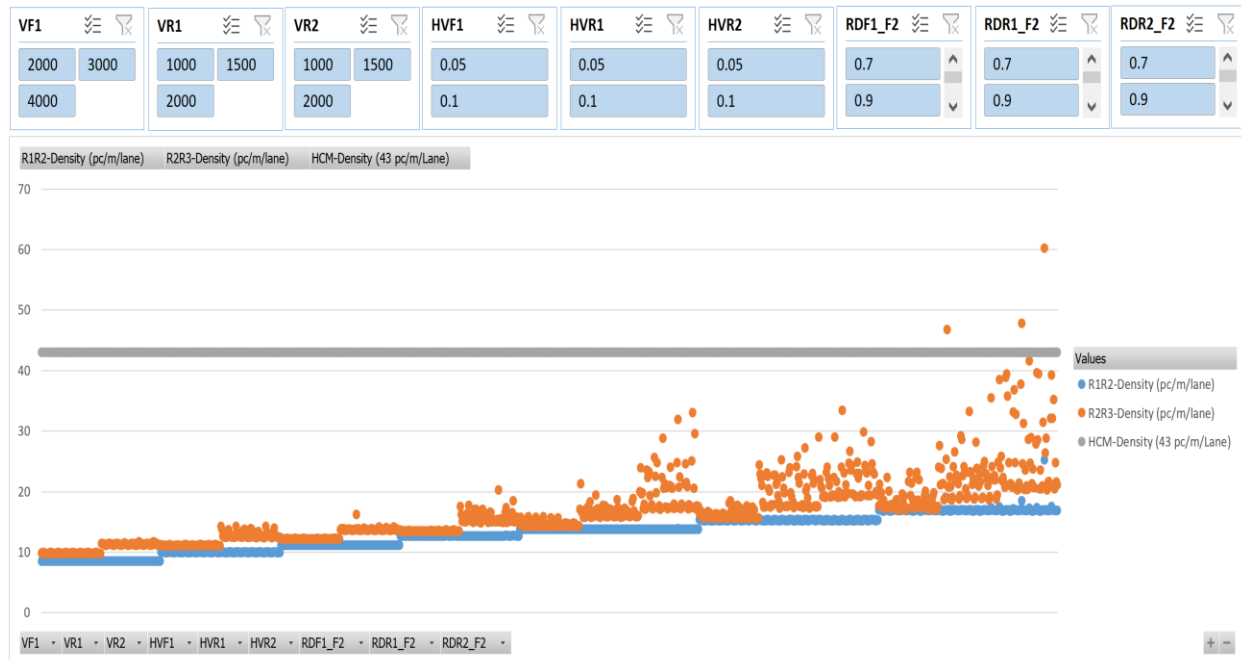 VF1 VR1 VR2 HVF1 HVR1 HVR2 RDF1_F2 RDR1_F2 RDR2_F2
2000 3000 1000 1500 1000 1500 0.05 0.05 0.05 0.7 0.7 0.7
4000 2000 2000 0.1 0.1 0.1 0.9 0.9 0.9
R1R2-Density (pc/m/lane) R2R3-Density (pc/m/lane) HCM-Density (43 pc/m/Lane)
70
60
50
40
30
20
10
0
Values
R1R2-Density (pc/m/lane)
R2R3-Density (pc/m/lane)
HCM-Density (43 pc/m/Lane)
VF1 VR1 VR2 HVF1 HVR1 HVR2 RDF1_F2 RDR1_F2 RDR2_F2 + −